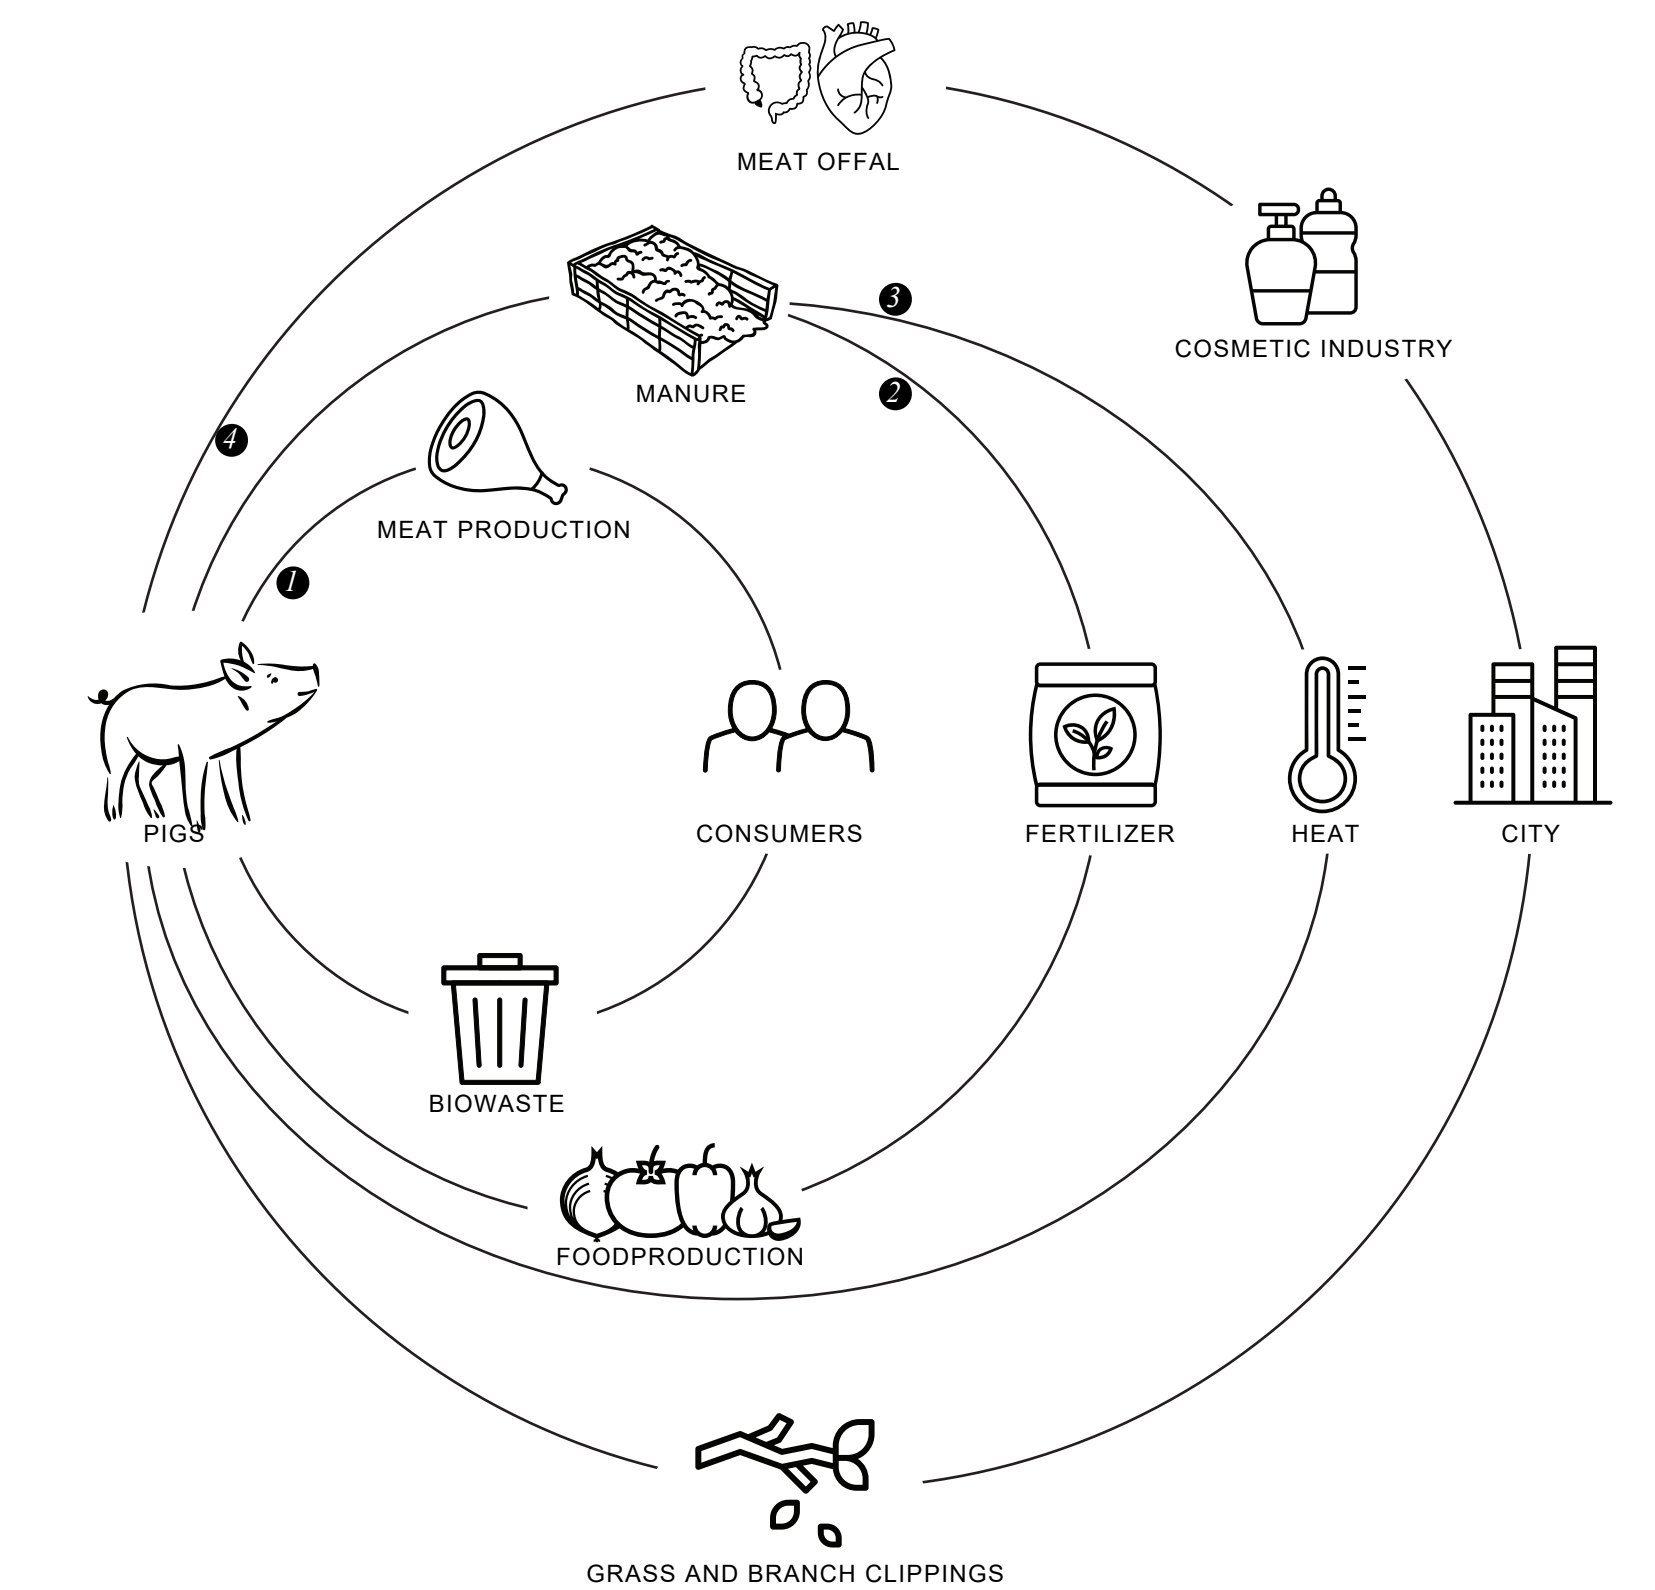 MEAT OFFAL
COSMETIC INDUSTRY
3
MANURE
2
4
MEAT PRODUCTION
1
PIGS
CONSUMERS
FERTILIZER
HEAT
CITY
BIOWASTE
FOODPRODUCTION
GRASS AND BRANCH CLIPPINGS